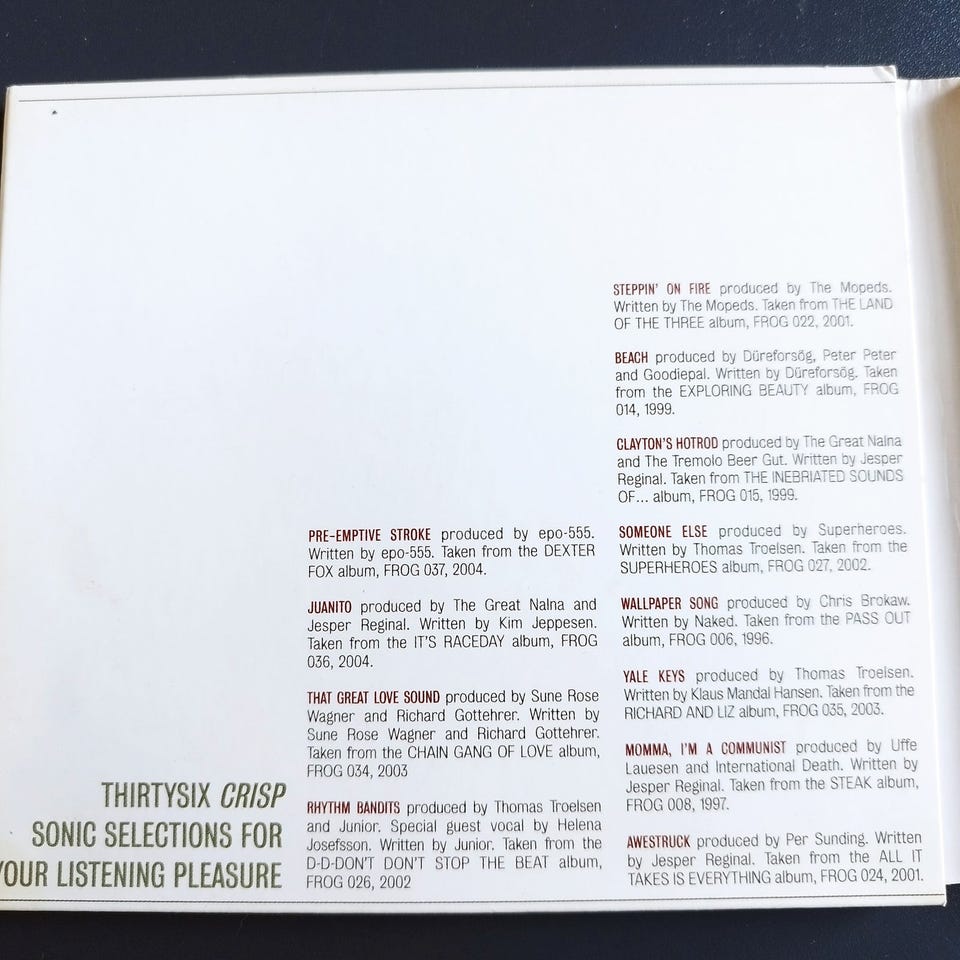 THIRTYSIX CRISP
SONIC SELECTIONS FOR
YOUR LISTENING PLEASURE
PRE-EMPTIVE STROKE produced by epo-555.
Written by epo-555. Taken from the DEXTER
FOX album, FROG 037, 2004.
JUANITO produced by The Great Nalna and
Jesper Reginal. Written by Kim Jeppesen.
Taken from the IT'S RACEDAY album, FROG
036, 2004.
THAT GREAT LOVE SOUND produced by Sune Rose
Wagner and Richard Gottehrer. Written by
Sune Rose Wagner and Richard Gottehrer.
Taken from the CHAIN GANG OF LOVE album,
FROG 034, 2003
RHYTHM BANDITS produced by Thomas Troelsen
and Junior. Special guest vocal by Helena
Josefsson. Written by Junior. Taken from the
D-D-DON'T DON'T STOP THE BEAT album,
FROG 026, 2002
STEPPIN' ON FIRE produced by The Mopeds.
Written by The Mopeds. Taken from THE LAND
OF THE THREE album, FROG 022, 2001.
BEACH produced by Düreforsög, Peter Peter
and Goodiepal. Written by Düreforsög. Taken
from the EXPLORING BEAUTY album, FROG
014, 1999.
CLAYTON'S HOTROD produced by The Great Nalna
and The Tremolo Beer Gut. Written by Jesper
Reginal. Taken from THE INEBRIATED SOUNDS
OF... album, FROG 015, 1999.
SOMEONE ELSE produced by Superheroes.
Written by Thomas Troelsen. Taken from the
SUPERHEROES album, FROG 027, 2002.
WALLPAPER SONG produced by Chris Brokaw.
Written by Naked. Taken from the PASS OUT
album, FROG 006, 1996.
YALE KEYS produced by Thomas Troelsen.
Written by Klaus Mandal Hansen. Taken from the
RICHARD AND LIZ album, FROG 035, 2003.
MOMMA, I'M A COMMUNIST produced by Uffe
Lauesen and International Death. Written by
Jesper Reginal. Taken from the STEAK album,
FROG 008, 1997.
AWESTRUCK produced by Per Sunding. Written
by Jesper Reginal. Taken from the ALL IT
TAKES IS EVERYTHING album, FROG 024, 2001.